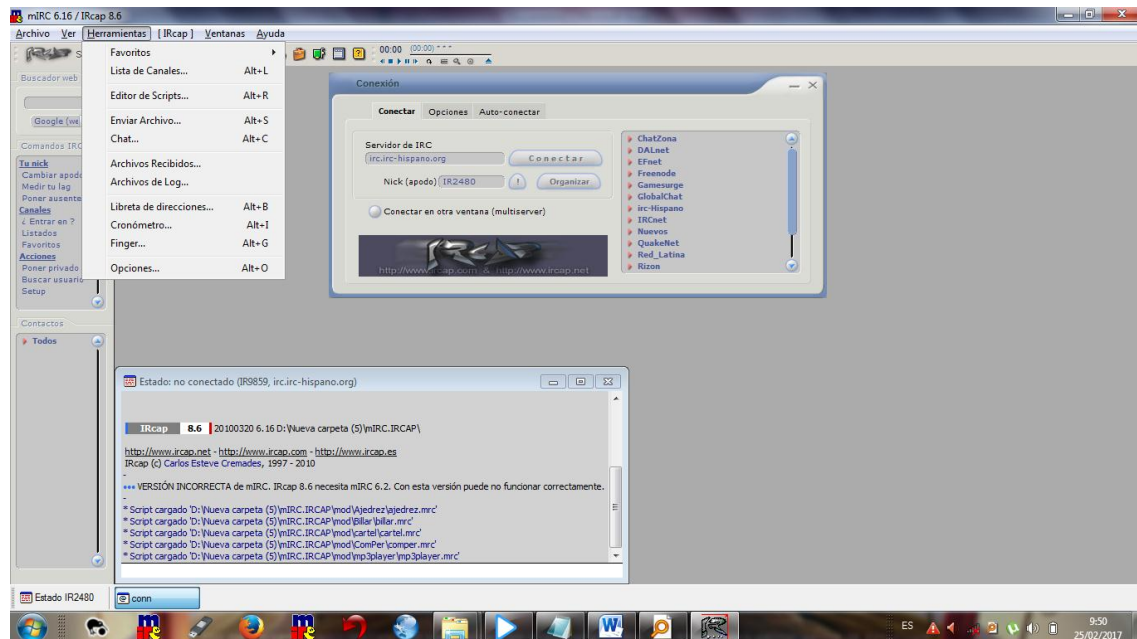 mIRC 6.16 / IRcap 8.6
Archivo Ver Herramientas [ IRcap ] Ventanas Ayuda
00:00 (00:00) ---
Favoritos
Lista de Canales... Alt+L
Editor de Scripts... Alt+R
Enviar Archivo... Alt+S
Chat... Alt+C
Archivos Recibidos...
Archivos de Log...
Libreta de direcciones... Alt+B
Cronómetro... Alt+I
Finger... Alt+G
Opciones... Alt+O
Buscador web
Google
Comandos IRC
Tu nick
Cambiar
Medir tu lag
Poner ausente
Canales
¿ Entrar en ?
Listados
Favoritos
Acciones
Poner privado
Buscar usuario
Setup
Contactos
Todos
Conexión
Conectar Opciones Auto-conectar
Servidor de IRC
irc.irc-hispano.org Conectar
Nick (apodo) IR2480 ! Organizar
Conectar en otra ventana (multiserver)
IRcap
http://www.ircap.com & http://www.ircap.net
ChatZona
DALnet
EFnet
Freenode
Gamesurge
GlobalChat
irc-Hispano
IRCnet
Nuevos
QuakeNet
Red_Latina
Rizon
Estado: no conectado (IR9859, irc.irc-hispano.org)
IRcap 8.6 20100320 6.16 D:\Nueva carpeta (5)\mIRC.IRCAP\
http://www.ircap.net - http://www.ircap.com - http://www.ircap.es
IRcap (c) Carlos Esteve Cremades, 1997 - 2010
-
••• VERSIÓN INCORRECTA de mIRC. IRcap 8.6 necesita mIRC 6.2. Con esta versión puede no funcionar correctamente.
-
* Script cargado 'D:\Nueva carpeta (5)\mIRC.IRCAP\mod\Ajedrez\ajedrez.mrc'
* Script cargado 'D:\Nueva carpeta (5)\mIRC.IRCAP\mod\Billar\billar.mrc'
* Script cargado 'D:\Nueva carpeta (5)\mIRC.IRCAP\mod\cartel\cartel.mrc'
* Script cargado 'D:\Nueva carpeta (5)\mIRC.IRCAP\mod\ComPer\comper.mrc'
* Script cargado 'D:\Nueva carpeta (5)\mIRC.IRCAP\mod\mp3player\mp3player.mrc'
Estado IR2480 conn
ES
9:50
25/02/2017